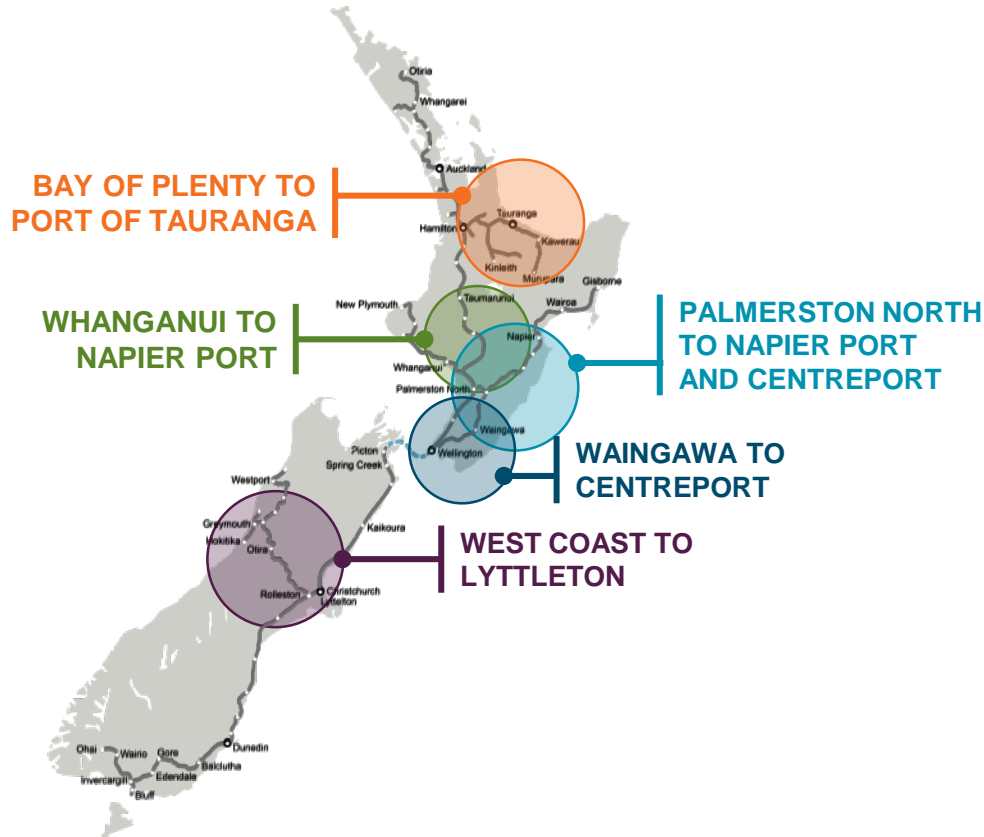 Otiria
Whangarei
Auckland
BAY OF PLENTY TO
PORT OF TAURANGA
Tauranga
Hamilton
Kawerau
Kinleith
Murupara
Gisborne
New Plymouth
Taumarunui
Wairoa
WHANGANUI TO
NAPIER PORT
Napier
PALMERSTON NORTH
TO NAPIER PORT
AND CENTREPORT
Whanganui
Palmerston North
Waingawa
Picton
Wellington
Spring Creek
WAINGAWA TO
CENTREPORT
Westport
Greymouth
Kaikoura
Hokitika
Otira
WEST COAST TO
LYTTLETON
Rolleston
Christchurch
Lyttelton
Dunedin
Ohai
Wairio
Gore
Balclutha
Edendale
Invercargill
Bluff